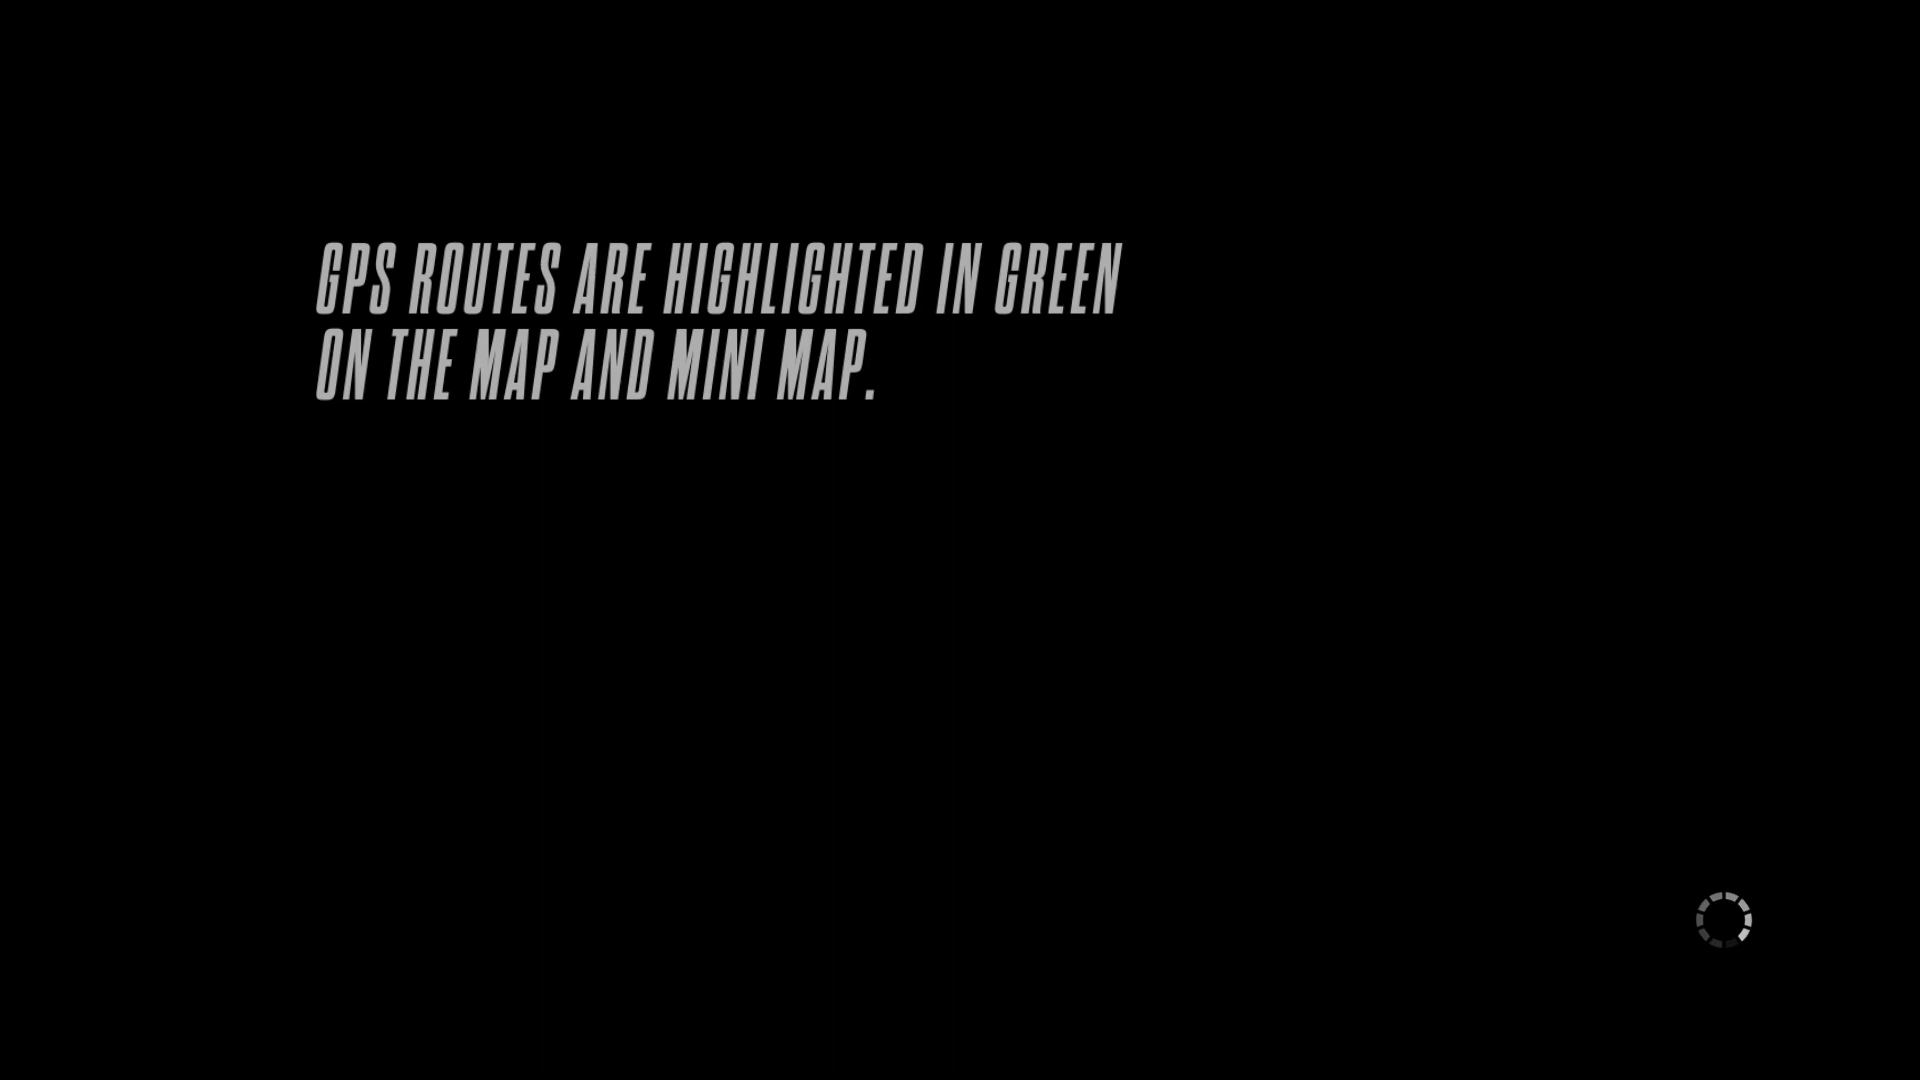 GPS ROUTES ARE HIGHLIGHTED IN GREEN
ON THE MAP AND MINI MAP.